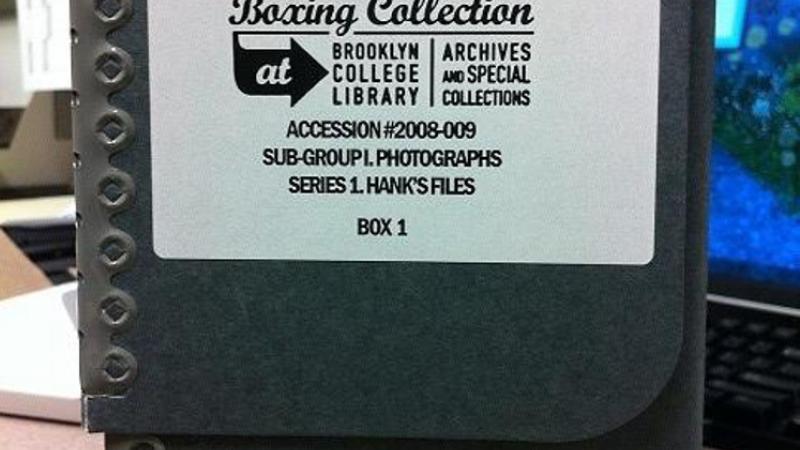 Boxing Collection
at
BROOKLYN
COLLEGE
LIBRARY
ARCHIVES
AND SPECIAL
COLLECTIONS
ACCESSION #2008-009
SUB-GROUP I. PHOTOGRAPHS
SERIES 1. HANK'S FILES
BOX 1